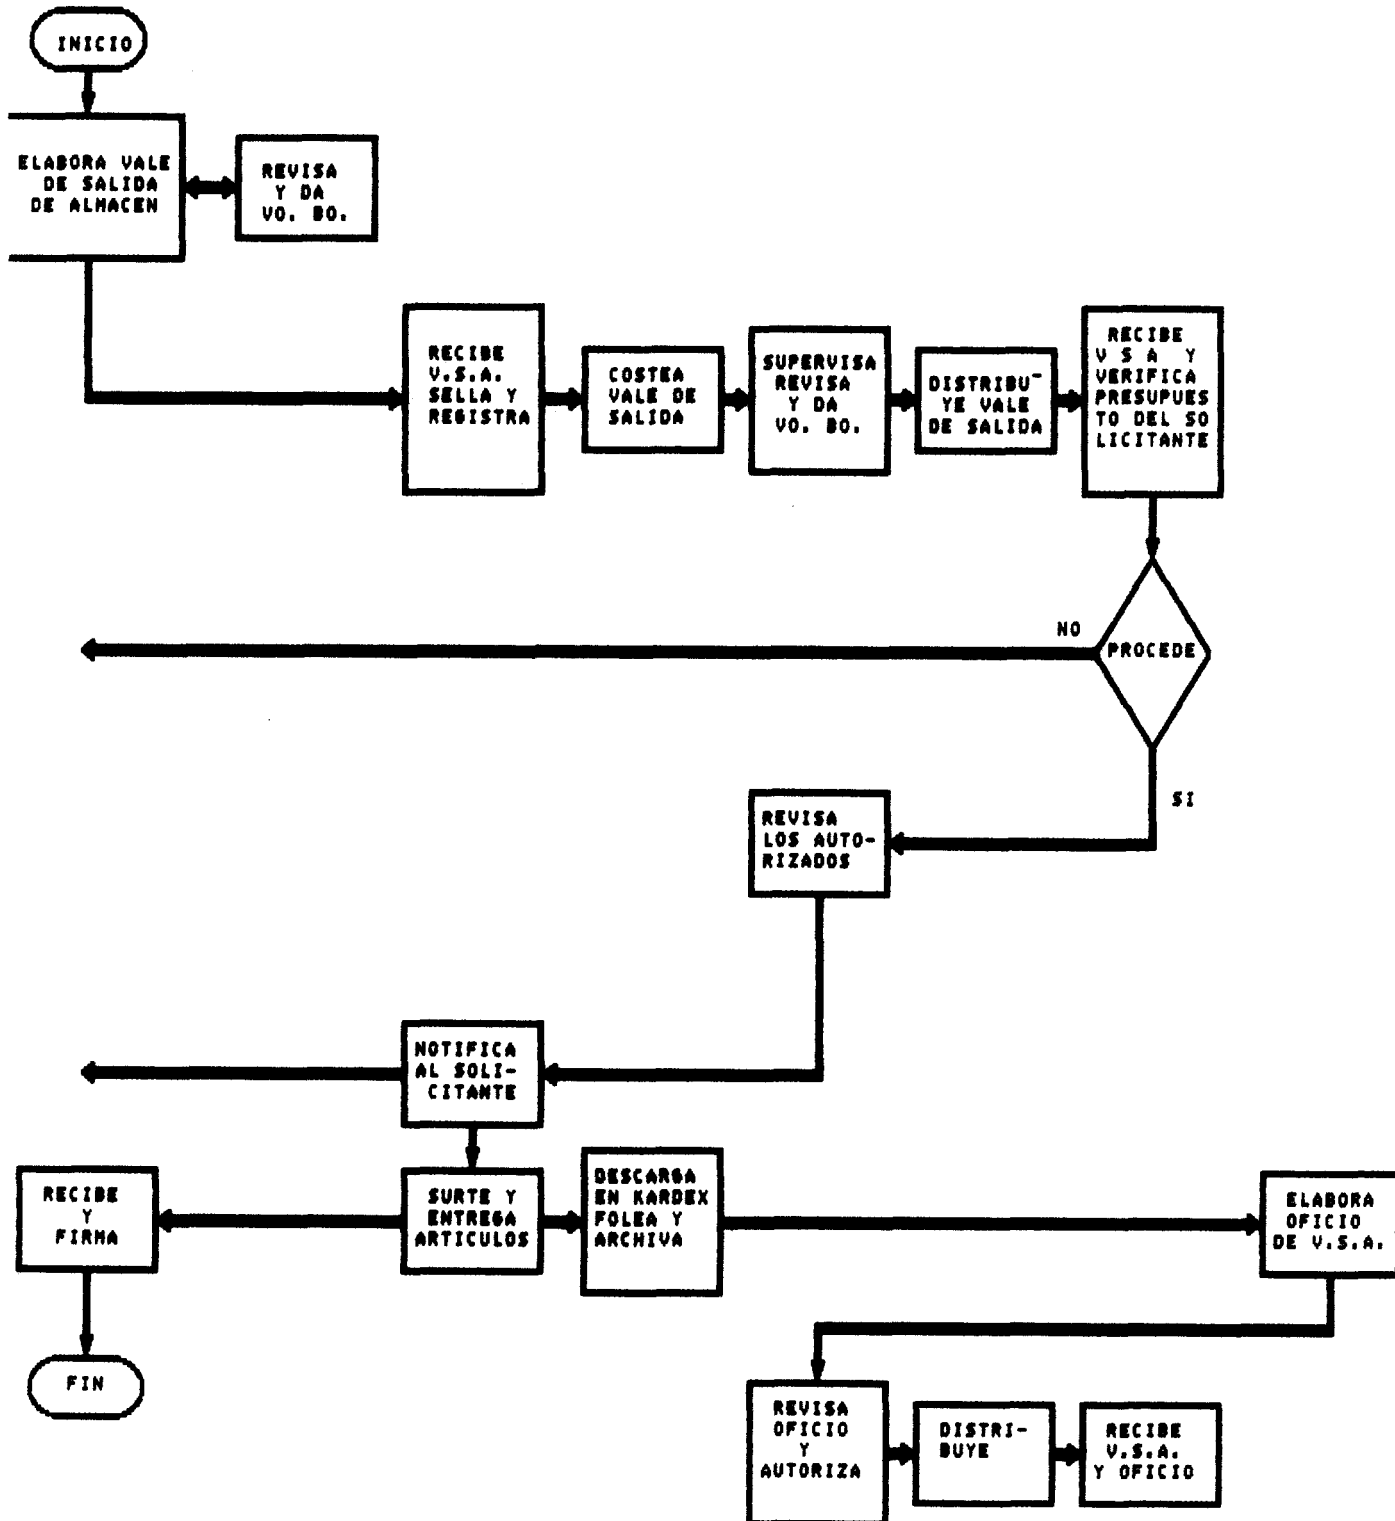 INICIO
ELABORA VALE
DE SALIDA
DE ALMACEN
REVISA
Y DA
VO. BO.
RECIBE
V.S.A.
SELLA Y
REGISTRA
COSTEA
VALE DE
SALIDA
SUPERVISA
REVISA
Y DA
VO. BO.
DISTRIBU-
YE VALE
DE SALIDA
RECIBE
V S A Y
VERIFICA
PRESUPUES
TO DEL SO
LICITANTE
NO
PROCEDE
SI
REVISA
LOS AUTO-
RIZADOS
NOTIFICA
AL SOLI-
CITANTE
RECIBE
Y
FIRMA
SURTE Y
ENTREGA
ARTICULOS
DESCARGA
EN KARDEX
FOLEA Y
ARCHIVA
ELABORA
OFICIO
DE V.S.A.
FIN
REVISA
OFICIO
Y
AUTORIZA
DISTRI-
BUYE
RECIBE
V.S.A.
Y OFICIO